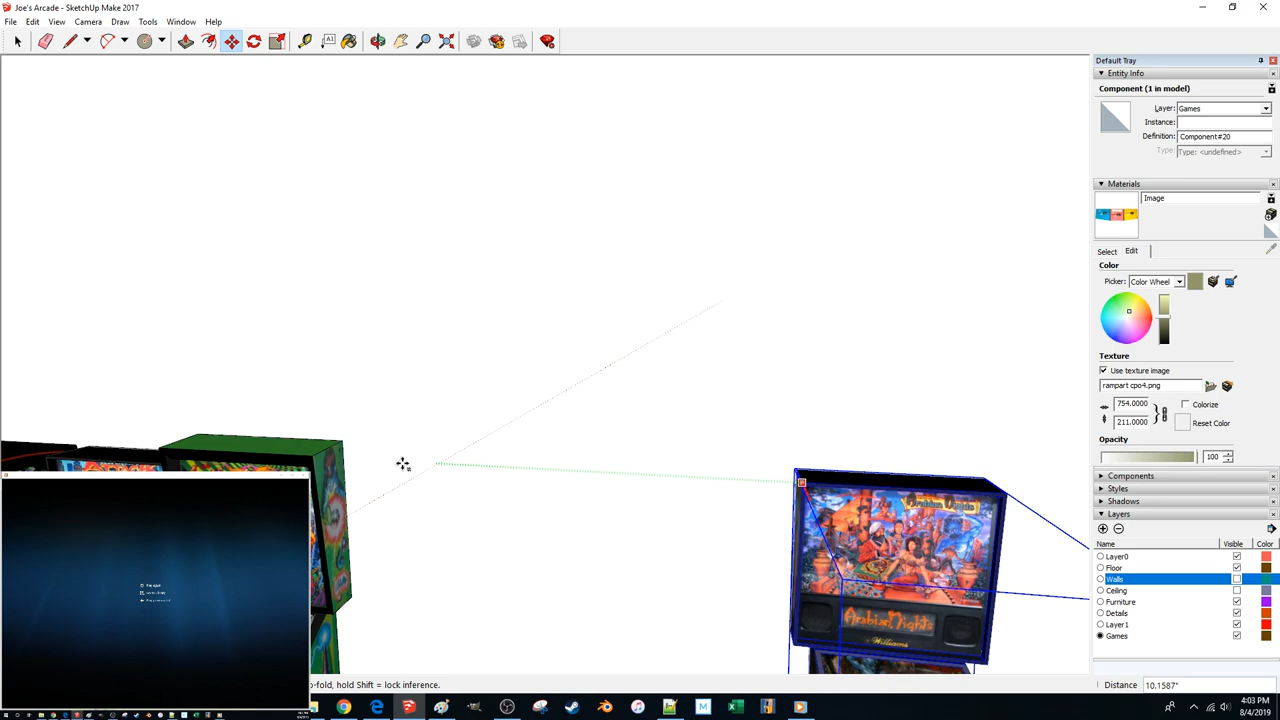 Joe's Arcade - SketchUp Make 2017
File Edit View Camera Draw Tools Window Help
Default Tray
Entity Info
Component (1 in model)
Layer: Games
Instance:
Definition: Component#20
Type: Type: <undefined>
Materials
Image
Select Edit
Color
Picker: Color Wheel
Texture
Use texture image
rampart cpo4.png
754.0000 Colorize
211.0000 Reset Color
Opacity
100
Components
Styles
Shadows
Layers
Name Visible Color
Layer0
Floor
Walls
Ceiling
Furniture
Details
Layer1
Games
Arabian Nights
Arabian Nights
Williams
o-fold, hold Shift = lock inference.
Distance 10.1587"
4:03 PM
8/4/2019